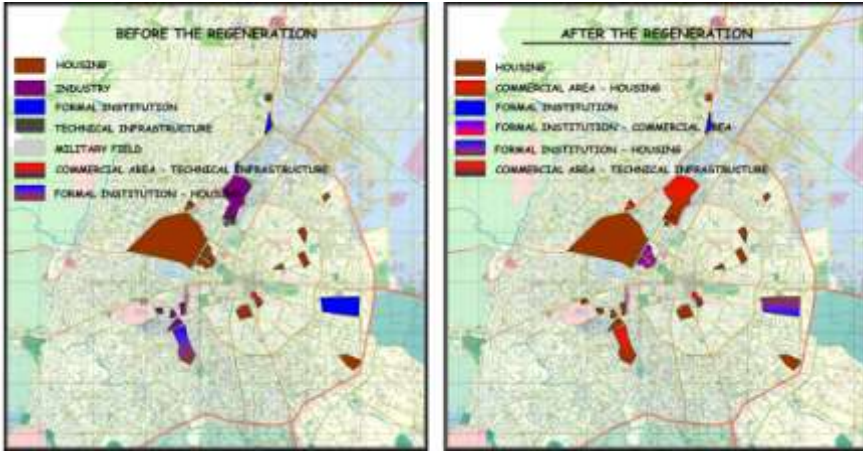 BEFORE THE REGENERATION
HOUSING
INDUSTRY
FORMAL INSTITUTION
TECHNICAL INFRASTRUCTURE
MILITARY FIELD
COMMERCIAL AREA - TECHNICAL INFRASTRUCTURE
FORMAL INSTITUTION - HOUSING
AFTER THE REGENERATION
HOUSING
COMMERCIAL AREA - HOUSING
FORMAL INSTITUTION
FORMAL INSTITUTION - COMMERCIAL AREA
FORMAL INSTITUTION - HOUSING
COMMERCIAL AREA - TECHNICAL INFRASTRUCTURE